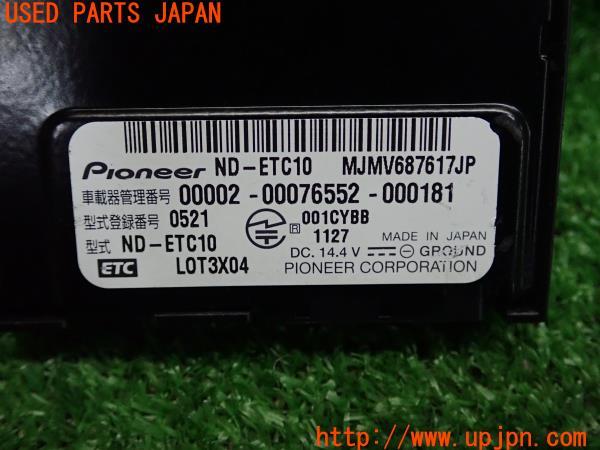 USED PARTS JAPAN
Pioneer ND-ETC10 MJMV687617JP
車載器管理番号 00002-00076552-000181
型式登録番号 0521 R 001CYBB
1127 MADE IN JAPAN
型式 ND-ETC10 DC. 14.4 V GROUND
ETC LOT3X04 PIONEER CORPORATION
http://www.upjpn.com/